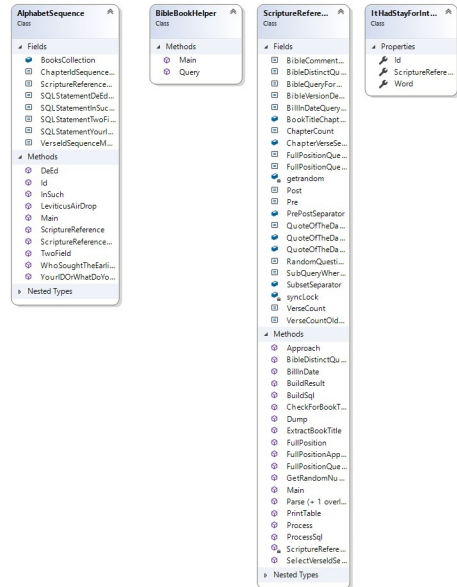 AlphabetSequence
Class
Fields
BooksCollection
ChapterIdSequence...
ScriptureReference...
SQLStatementDeEd...
SQLStatementInSuc...
SQLStatementTwoFi...
SQLStatementYourI...
VerseIdSequenceM...
Methods
DeEd
Id
InSuch
LeviticusAirDrop
Main
ScriptureReference
ScriptureReference...
TwoField
WhoSoughtTheEarli...
YourIDOrWhatDoYo...
Nested Types
BibleBookHelper
Class
Methods
Main
Query
ScriptureRefere...
Class
Fields
BibleComment...
BibleDistinctQu...
BibleQueryFor...
BibleVersionDe...
BillInDateQuery...
BookTitleChapt...
ChapterCount
ChapterVerseSe...
FullPositionQue...
FullPositionQue...
getrandom
Post
Pre
PrePostSeparator
QuoteOfTheDa...
QuoteOfTheDa...
QuoteOfTheDa...
RandomQuesti...
SubQueryWher...
SubsetSeparator
syncLock
VerseCount
VerseCountOld...
Methods
Approach
BibleDistinctQu...
BillInDate
BuildResult
BuildSql
CheckForBookT...
Dump
ExtractBookTitle
FullPosition
FullPositionApp...
FullPositionQue...
GetRandomNu...
Main
Parse (+ 1 overl...
PrintTable
Process
ProcessSql
ScriptureRefere...
SelectVerseIdSe...
Nested Types
ItHadStayForInt...
Class
Properties
Id
ScriptureRefere...
Word